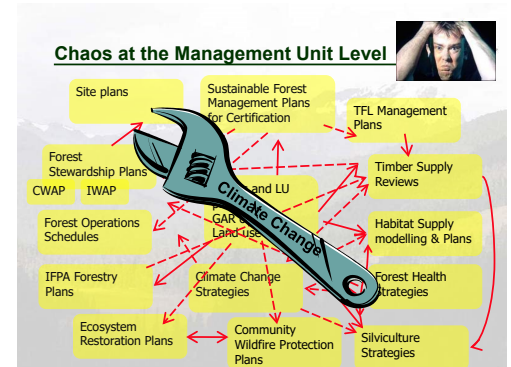 Chaos at the Management Unit Level
Site plans
Sustainable Forest
Management Plans
for Certification
TFL Management
Plans
Forest
Stewardship Plans
CWAP
IWAP
and LU
GAR
Land use
Timber Supply
Reviews
Forest Operations
Schedules
Habitat Supply
modelling & Plans
IFPA Forestry
Plans
Climate Change
Strategies
Forest Health
Strategies
Ecosystem
Restoration Plans
Community
Wildfire Protection
Plans
Silviculture
Strategies
Climate Change